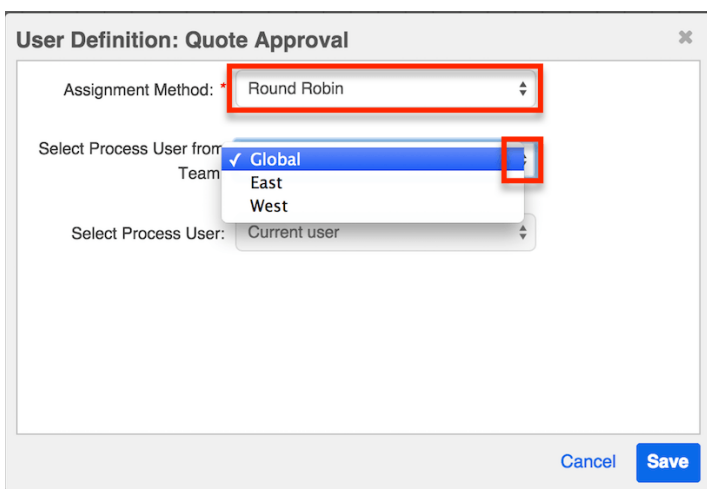 User Definition: Quote Approval
Assignment Method: * Round Robin
Select Process User from
Team
✓ Global
East
West
Select Process User: Current user
Cancel Save